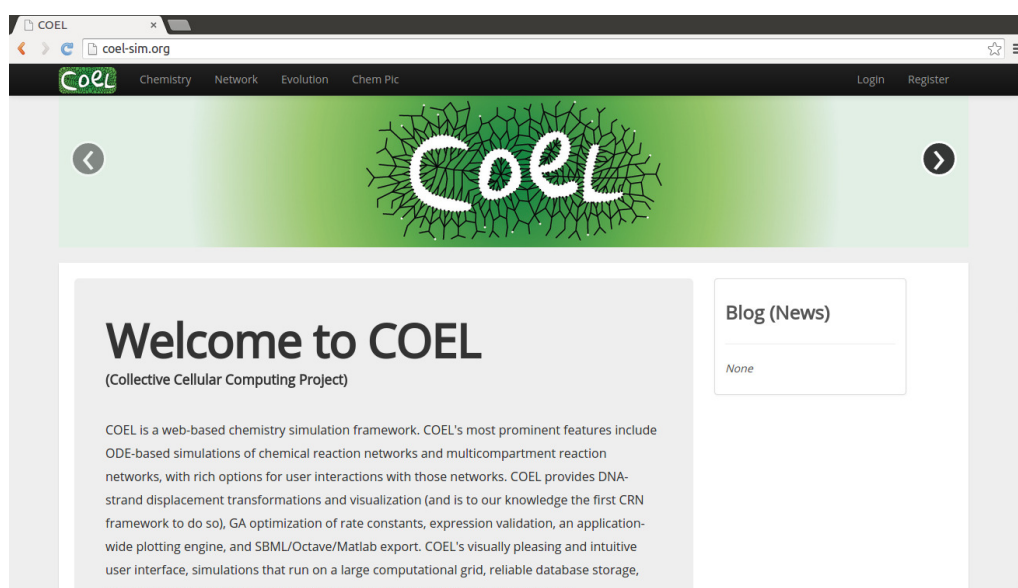 COEL
coel-sim.org
Coel Chemistry Network Evolution Chem Pic Login Register
Coel
Welcome to COEL
(Collective Cellular Computing Project)
COEL is a web-based chemistry simulation framework. COEL's most prominent features include
ODE-based simulations of chemical reaction networks and multicompartment reaction
networks, with rich options for user interactions with those networks. COEL provides DNA-
strand displacement transformations and visualization (and is to our knowledge the first CRN
framework to do so), GA optimization of rate constants, expression validation, an application-
wide plotting engine, and SBML/Octave/Matlab export. COEL's visually pleasing and intuitive
user interface, simulations that run on a large computational grid, reliable database storage,
Blog (News)
None